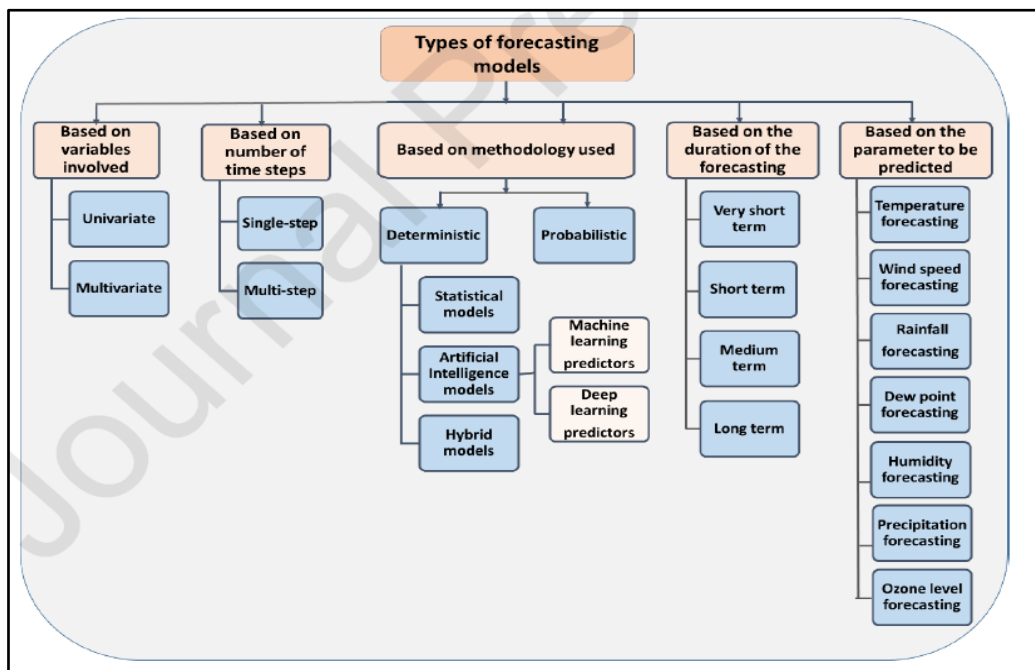 Types of forecasting
models
Based on
variables
involved
Univariate
Multivariate
Based on
number of
time steps
Single-step
Multi-step
Based on methodology used
Deterministic
Probabilistic
Statistical
models
Artificial
Intelligence
models
Machine
learning
predictors
Deep
learning
predictors
Hybrid
models
Based on the
duration of the
forecasting
Very short
term
Short term
Medium
term
Long term
Based on the
parameter to be
predicted
Temperature
forecasting
Wind speed
forecasting
Rainfall
forecasting
Dew point
forecasting
Humidity
forecasting
Precipitation
forecasting
Ozone level
forecasting
Journal Pre